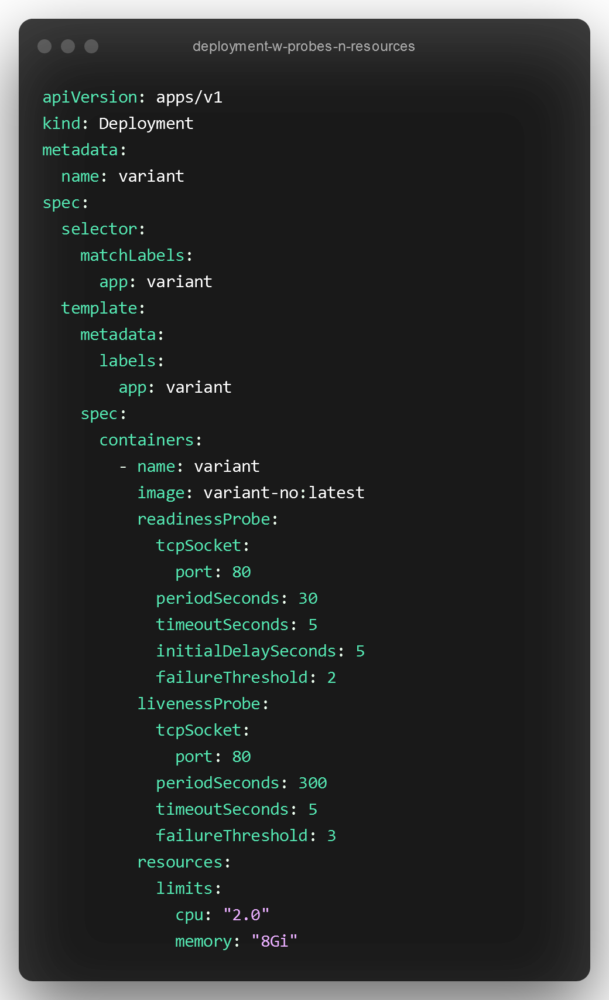 deployment-w-probes-n-resources
apiVersion: apps/v1
kind: Deployment
metadata:
  name: variant
spec:
  selector:
    matchLabels:
      app: variant
  template:
    metadata:
      labels:
        app: variant
    spec:
      containers:
        - name: variant
          image: variant-no:latest
          readinessProbe:
            tcpSocket:
              port: 80
            periodSeconds: 30
            timeoutSeconds: 5
            initialDelaySeconds: 5
            failureThreshold: 2
          livenessProbe:
            tcpSocket:
              port: 80
            periodSeconds: 300
            timeoutSeconds: 5
            failureThreshold: 3
          resources:
            limits:
              cpu: "2.0"
              memory: "8Gi"